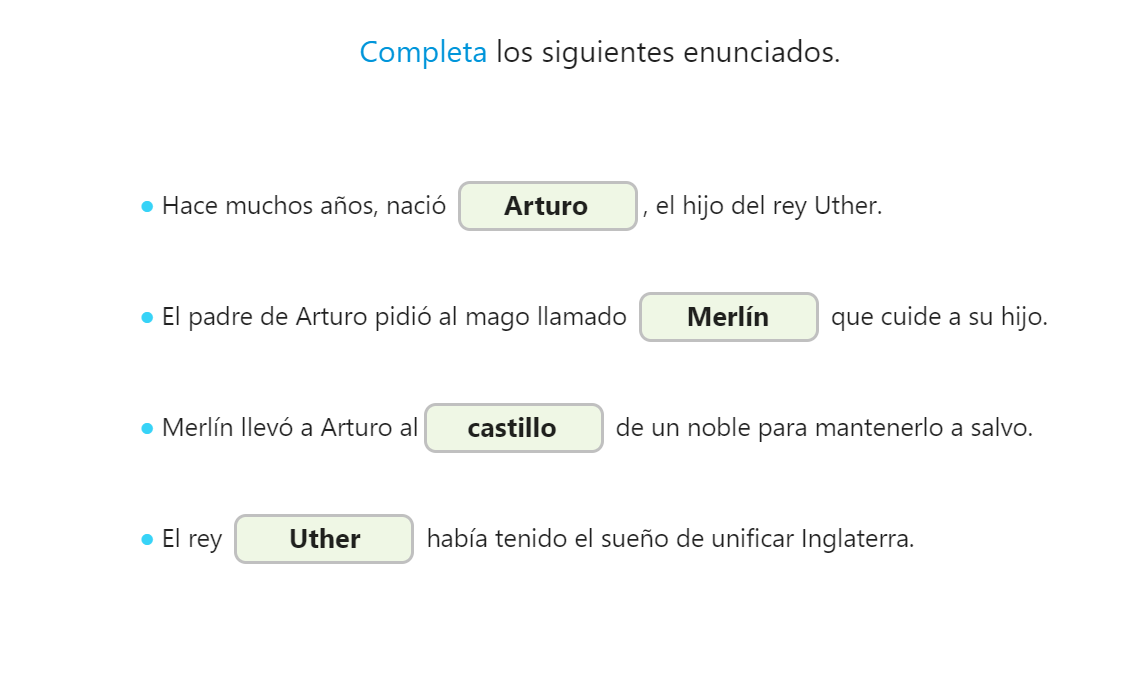 Completa los siguientes enunciados.
● Hace muchos años, nació Arturo , el hijo del rey Uther.
● El padre de Arturo pidió al mago llamado Merlín que cuide a su hijo.
● Merlín llevó a Arturo al castillo de un noble para mantenerlo a salvo.
● El rey Uther había tenido el sueño de unificar Inglaterra.